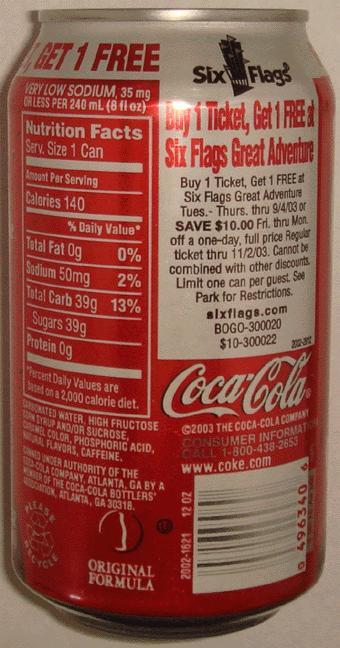 GET 1 FREE
VERY LOW SODIUM, 35 mg
OR LESS PER 240 mL (8 fl oz)
Nutrition Facts
Serv. Size 1 Can
Amount Per Serving
Calories 140
% Daily Value*
Total Fat 0g 0%
Sodium 50mg 2%
Total Carb 39g 13%
Sugars 39g
Protein 0g
*Percent Daily Values are
based on a 2,000 calorie diet.
CARBONATED WATER, HIGH FRUCTOSE
CORN SYRUP AND/OR SUCROSE,
CARAMEL COLOR, PHOSPHORIC ACID,
NATURAL FLAVORS, CAFFEINE.
CANNED UNDER AUTHORITY OF THE
COCA-COLA COMPANY, ATLANTA, GA BY A
MEMBER OF THE COCA-COLA BOTTLERS'
ASSOCIATION, ATLANTA, GA 30318.
PLEASE
RECYCLE
ORIGINAL
FORMULA
Six Flags
Buy 1 Ticket, Get 1 FREE at
Six Flags Great Adventure
Buy 1 Ticket, Get 1 FREE at
Six Flags Great Adventure
Tues.- Thurs. thru 9/4/03 or
SAVE $10.00 Fri. thru Mon.
off a one-day, full price Regular
ticket thru 11/2/03. Cannot be
combined with other discounts.
Limit one can per guest. See
Park for Restrictions.
sixflags.com
BOGO-300020
$10-300022
Coca-Cola
©2003 THE COCA-COLA COMPANY
CONSUMER INFORMATION
CALL 1-800-438-2653
www.coke.com
2002-1621 12 OZ
0 496340 6